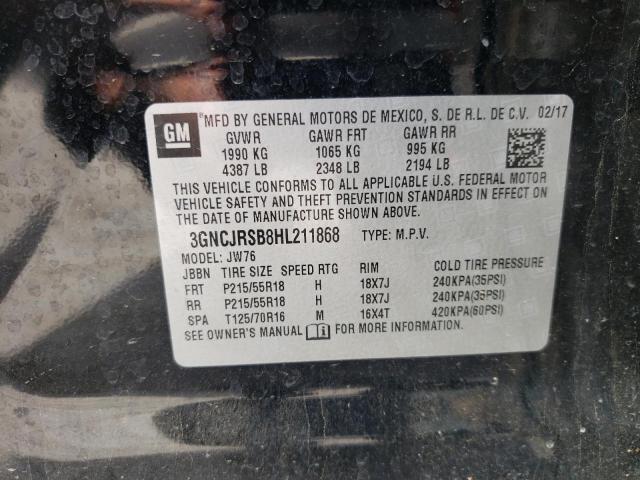 GM ® MFD BY GENERAL MOTORS DE MEXICO, S. DE R.L. DE C.V. 02/17
GVWR GAWR FRT GAWR RR
1990 KG 1065 KG 995 KG
4387 LB 2348 LB 2194 LB
THIS VEHICLE CONFORMS TO ALL APPLICABLE U.S. FEDERAL MOTOR
VEHICLE SAFETY AND THEFT PREVENTION STANDARDS IN EFFECT ON
THE DATE OF MANUFACTURE SHOWN ABOVE.
3GNCJRSB8HL211868 TYPE: M.P.V.
MODEL: JW76
JBBN TIRE SIZE SPEED RTG RIM COLD TIRE PRESSURE
FRT P215/55R18 H 18X7J 240KPA(35PSI)
RR P215/55R18 H 18X7J 240KPA(35PSI)
SPA T125/70R16 M 16X4T 420KPA(60PSI)
SEE OWNER'S MANUAL FOR MORE INFORMATION.